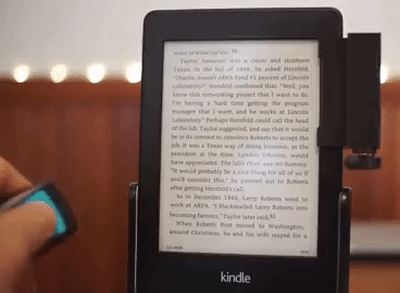 Taylor, however, was a clever and stubborn
Texan. In the fall of 1966, he asked Herzfeld,
"Charlie, doesn't ARPA fund 51 percent of Lincoln
Laboratory?" Herzfeld confirmed that. "Well, you
know this networking project that I want to do,
I'm having a hard time getting the program
manager that I want, and he works at Lincoln
Laboratory." Perhaps Herzfeld could call the head
of the lab, Taylor suggested, and say that it would
be in its interest to convince Roberts to accept the
job. It was a Texas way of doing business, as the
president at the time, Lyndon Johnson, would
have appreciated. The lab's chief was no dummy.
"It would probably be a nice thing for all of us if
you'd consider this," he pointed out to Roberts
after getting Herzfeld's call.
So in December 1966, Larry Roberts went to
work at ARPA. "I blackmailed Larry Roberts into
becoming famous," Taylor later said.
When Roberts first moved to Washington,
around Christmas, he and his wife stayed for a
kindle